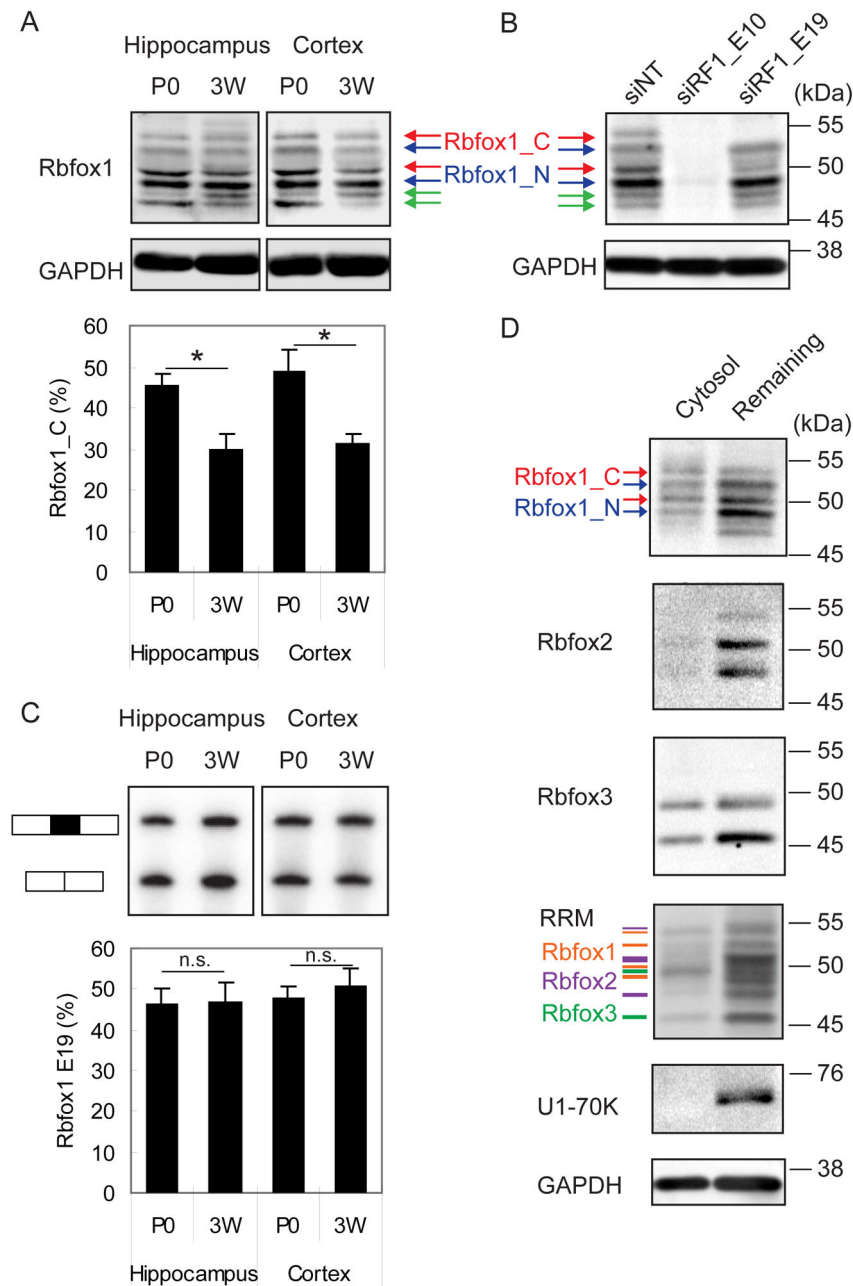 A
Hippocampus Cortex
P0 3W P0 3W
Rbfox1
Rbfox1_C
Rbfox1_N
GAPDH
60
50
40
30
20
10
0
Rbfox1_C (%)
* *
P0 3W P0 3W
Hippocampus Cortex
B
siNT siRF1_E10 siRF1_E19
(kDa)
55
50
45
38
GAPDH
C
Hippocampus Cortex
P0 3W P0 3W
60
50
40
30
20
10
0
Rbfox1 E19 (%)
n.s. n.s.
P0 3W P0 3W
Hippocampus Cortex
D
Cytosol Remaining
(kDa)
Rbfox1_C
Rbfox1_N
55
50
45
Rbfox2
55
50
45
Rbfox3
55
50
45
RRM
Rbfox1
Rbfox2
Rbfox3
55
50
45
U1-70K
76
GAPDH
38